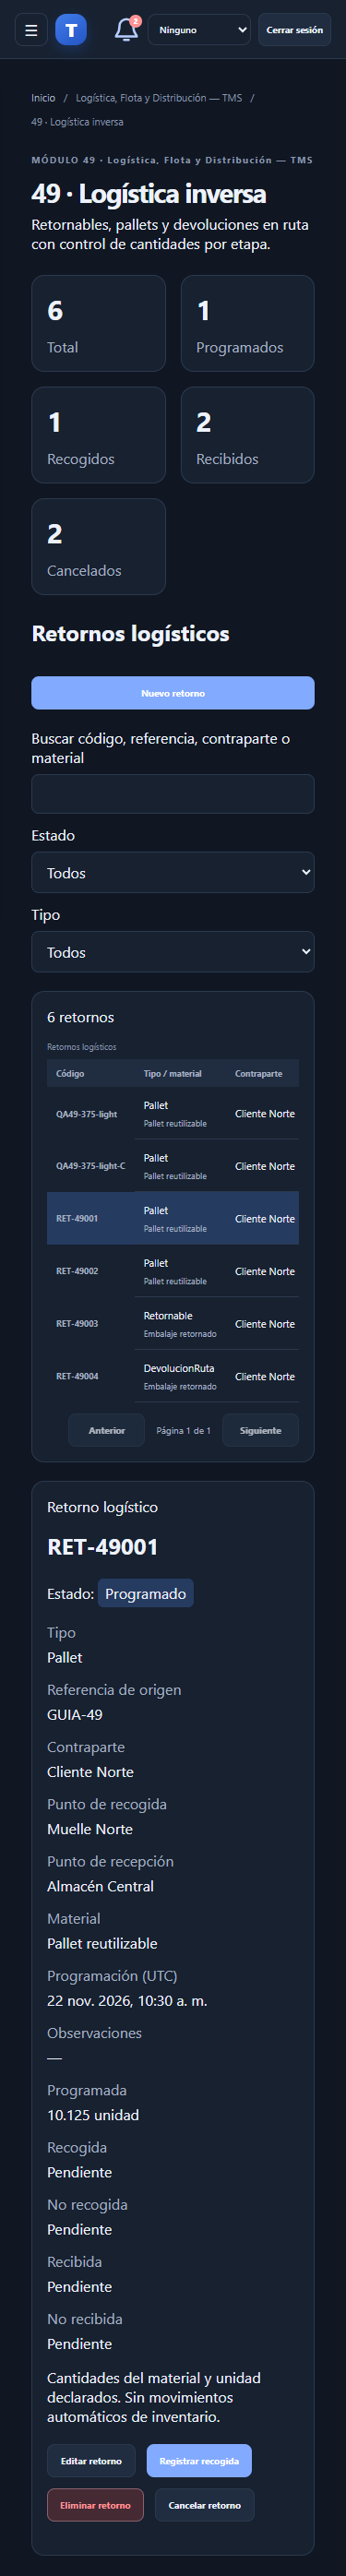 ☰ T 2 Ninguno Cerrar sesión
Inicio / Logística, Flota y Distribución — TMS /
49 · Logística inversa
MÓDULO 49 · Logística, Flota y Distribución — TMS
49 · Logística inversa
Retornables, pallets y devoluciones en ruta
con control de cantidades por etapa.
6
Total
1
Programados
1
Recogidos
2
Recibidos
2
Cancelados
Retornos logísticos
Nuevo retorno
Buscar código, referencia, contraparte o
material
Estado
Todos
Tipo
Todos
6 retornos
Retornos logísticos
Código Tipo / material Contraparte
QA49-375-light Pallet Cliente Norte
Pallet reutilizable
QA49-375-light-C Pallet Cliente Norte
Pallet reutilizable
RET-49001 Pallet Cliente Norte
Pallet reutilizable
RET-49002 Pallet Cliente Norte
Pallet reutilizable
RET-49003 Retornable Cliente Norte
Embalaje retornado
RET-49004 DevolucionRuta Cliente Norte
Embalaje retornado
Anterior Página 1 de 1 Siguiente
Retorno logístico
RET-49001
Estado: Programado
Tipo
Pallet
Referencia de origen
GUIA-49
Contraparte
Cliente Norte
Punto de recogida
Muelle Norte
Punto de recepción
Almacén Central
Material
Pallet reutilizable
Programación (UTC)
22 nov. 2026, 10:30 a. m.
Observaciones
—
Programada
10.125 unidad
Recogida
Pendiente
No recogida
Pendiente
Recibida
Pendiente
No recibida
Pendiente
Cantidades del material y unidad
declarados. Sin movimientos
automáticos de inventario.
Editar retorno Registrar recogida
Eliminar retorno Cancelar retorno